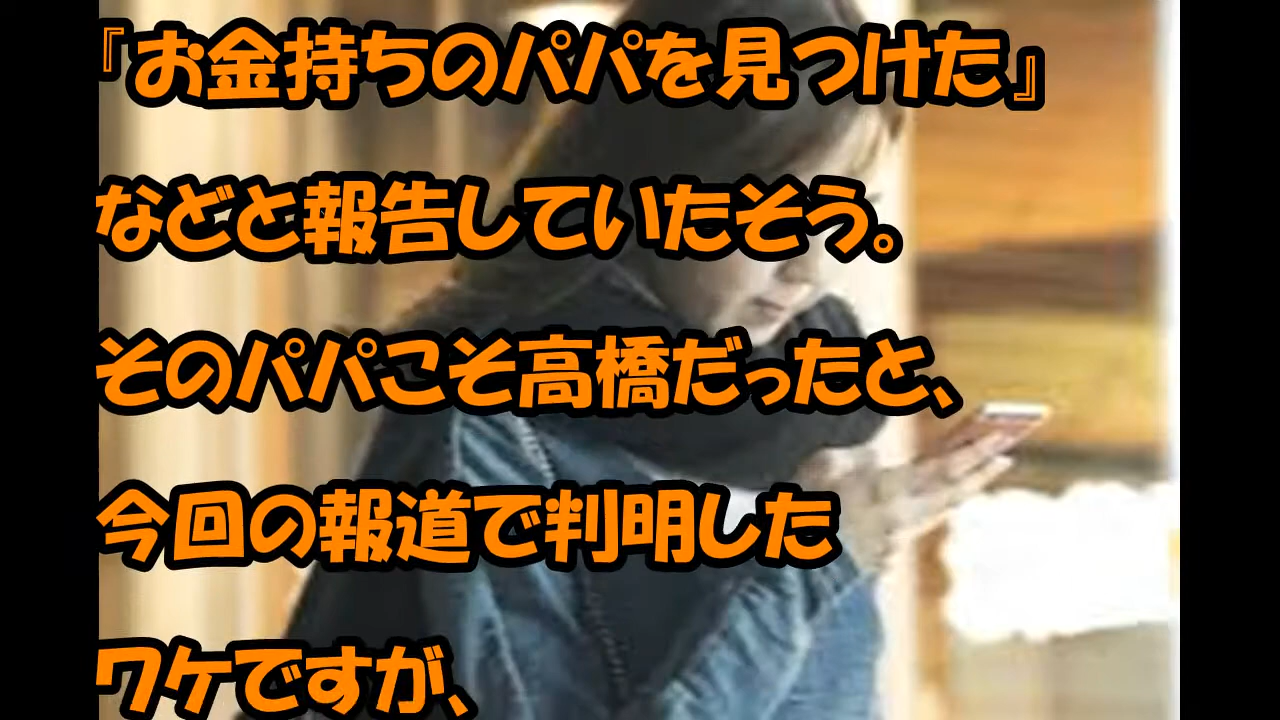 『お金持ちのパパを見つけた』
などと報告していたそう。
そのパパこそ高橋だったと、
今回の報道で判明した
ワケですが、